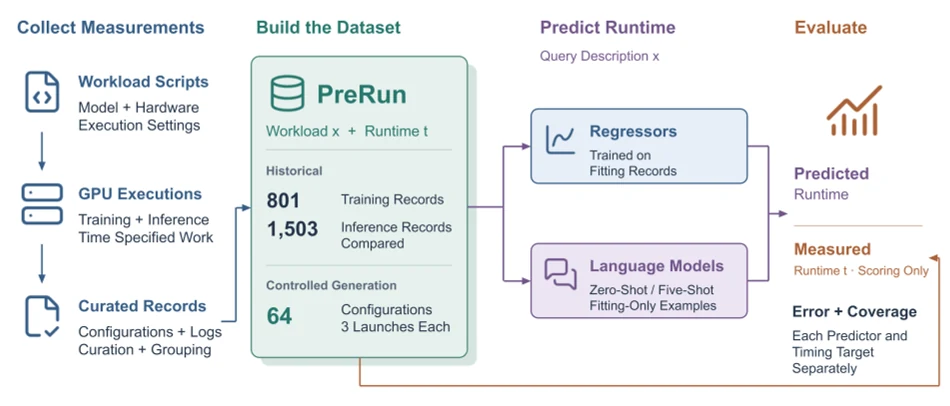 Collect Measurements
Workload Scripts
Model + Hardware
Execution Settings
GPU Executions
Training + Inference
Time Specified Work
Curated Records
Configurations + Logs
Curation + Grouping
Build the Dataset
PreRun
Workload x + Runtime t
Historical
801 Training Records
1,503 Inference Records
Compared
Controlled Generation
64 Configurations
3 Launches Each
Predict Runtime
Query Description x
Regressors
Trained on
Fitting Records
Language Models
Zero-Shot / Five-Shot
Fitting-Only Examples
Evaluate
Predicted
Runtime
Measured
Runtime t · Scoring Only
Error + Coverage
Each Predictor and
Timing Target
Separately